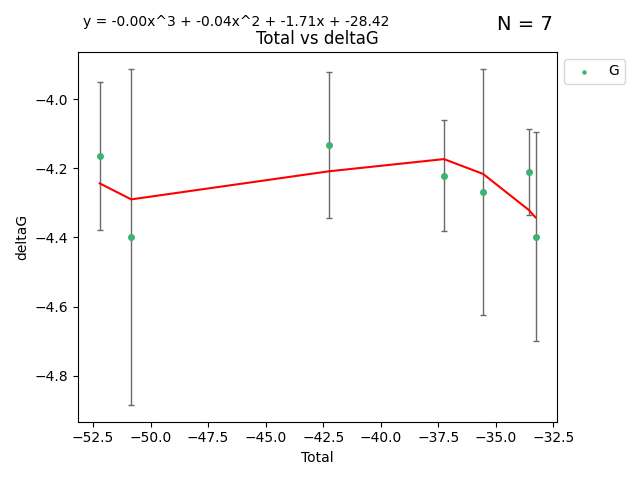 y = -0.00x^3 + -0.04x^2 + -1.71x + -28.42
N = 7
Total vs deltaG
G
−4.0
−4.2
−4.4
−4.6
−4.8
deltaG
−52.5 −50.0 −47.5 −45.0 −42.5 −40.0 −37.5 −35.0 −32.5
Total